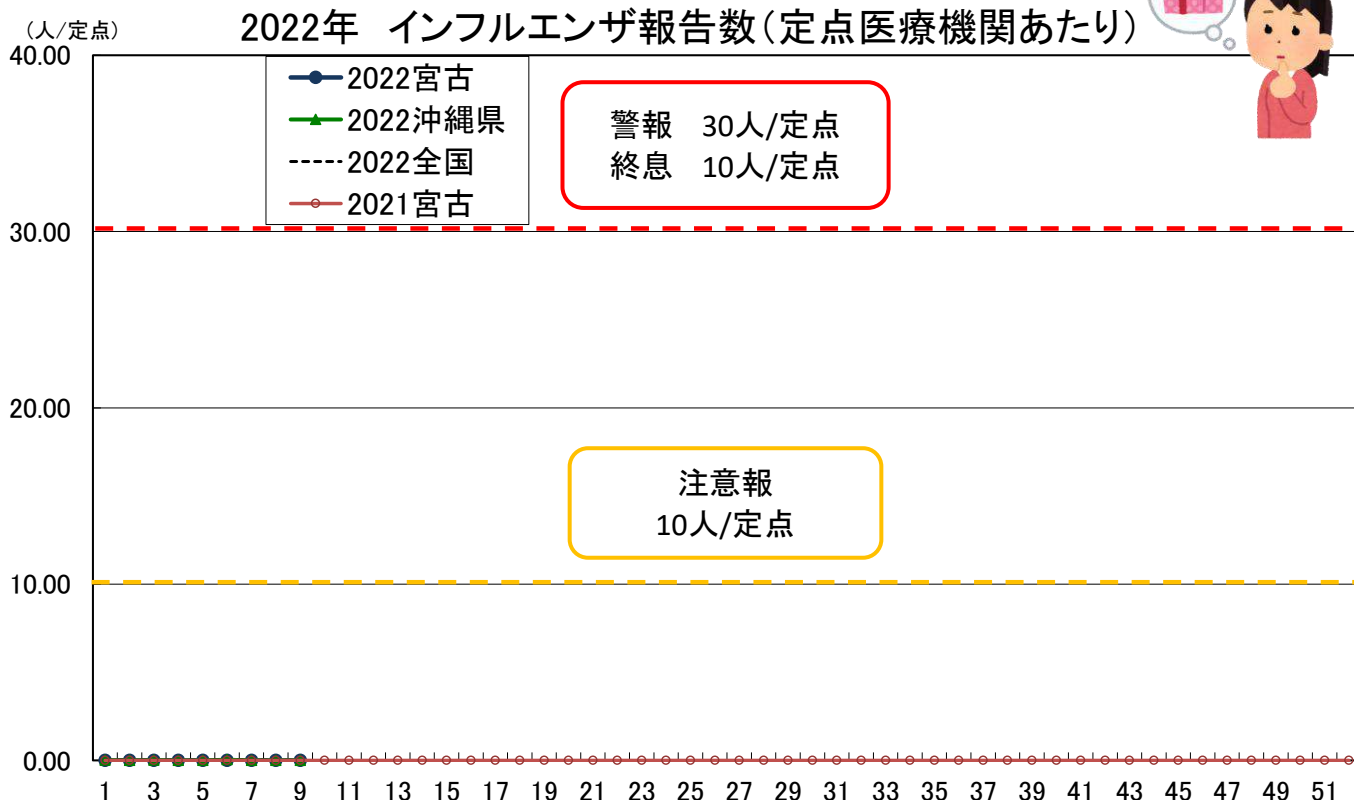 (人/定点)
2022年 インフルエンザ報告数(定点医療機関あたり)
40.00
2022宮古
2022沖縄県
2022全国
2021宮古
警報 30人/定点
終息 10人/定点
30.00
20.00
注意報
10人/定点
10.00
0.00
1 3 5 7 9 11 13 15 17 19 21 23 25 27 29 31 33 35 37 39 41 43 45 47 49 51